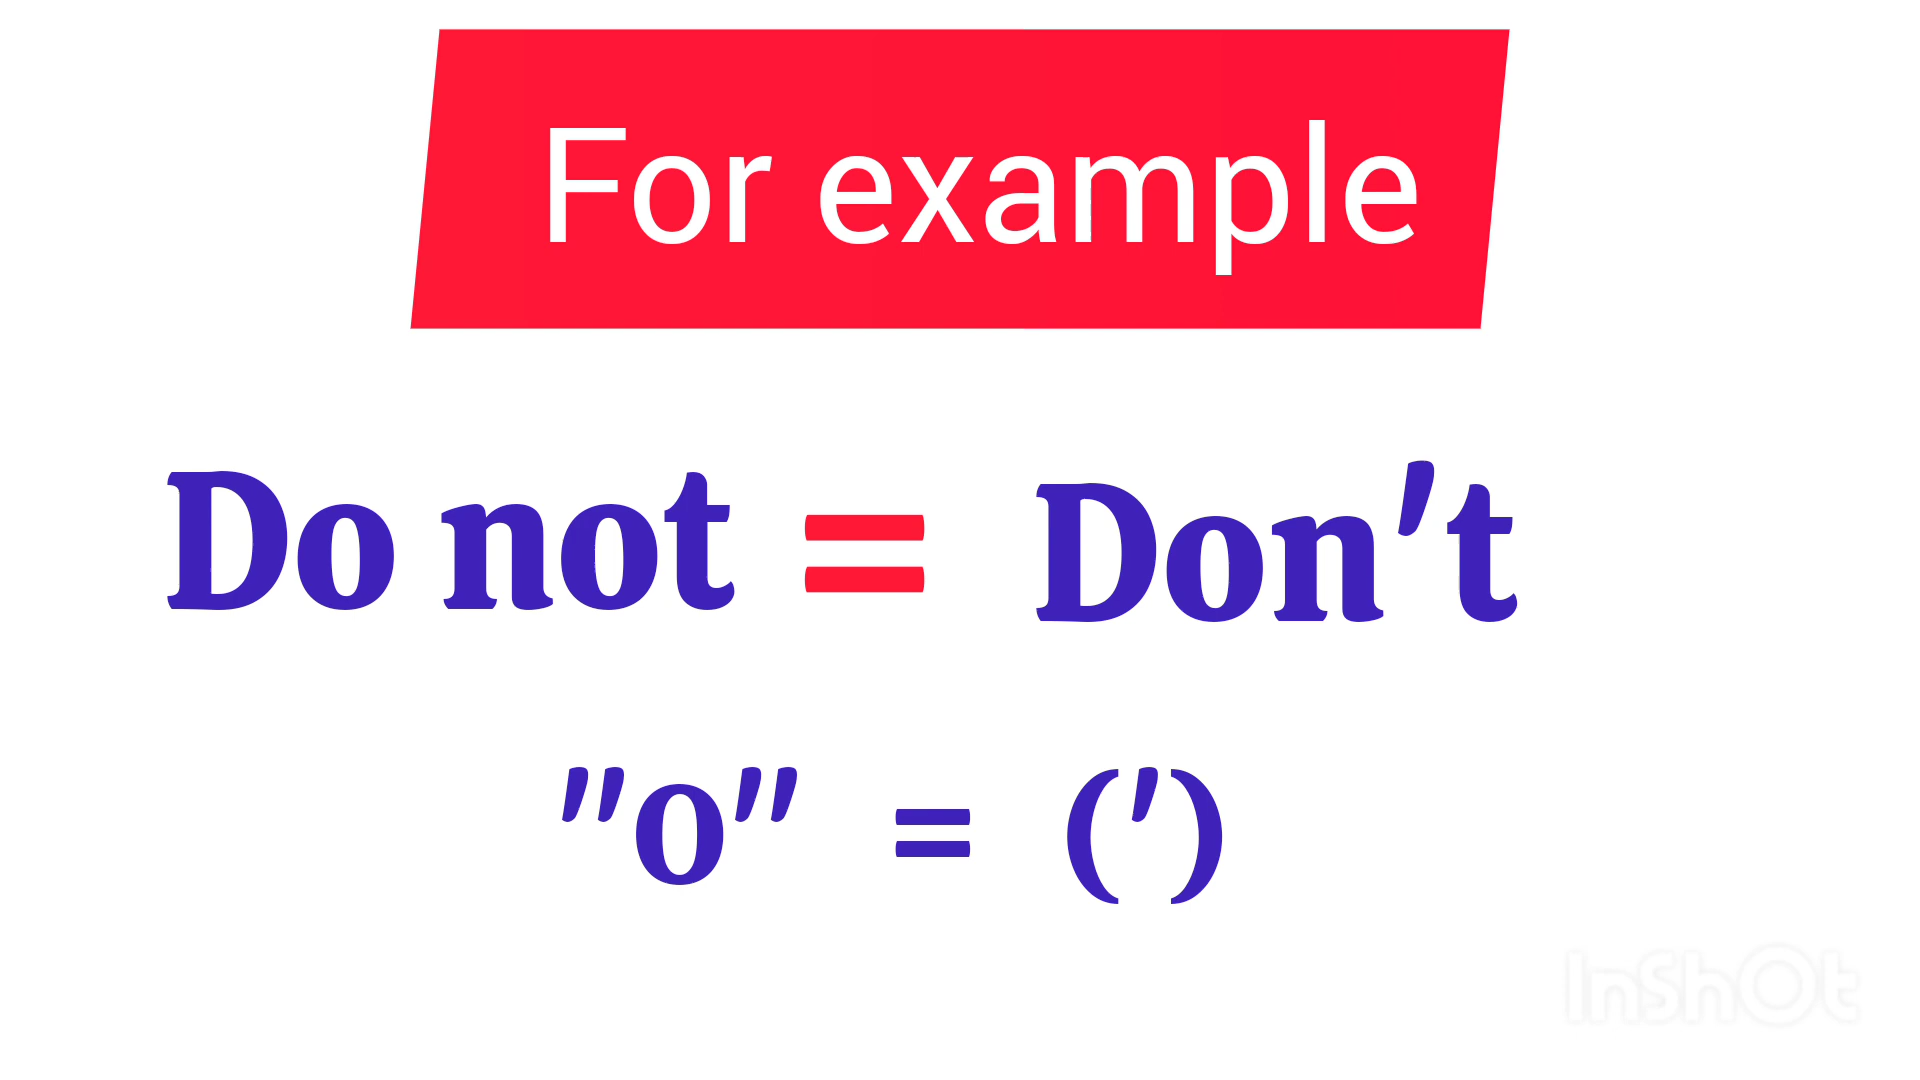 For example
Do not = Don't
"O" = (')
InShOt